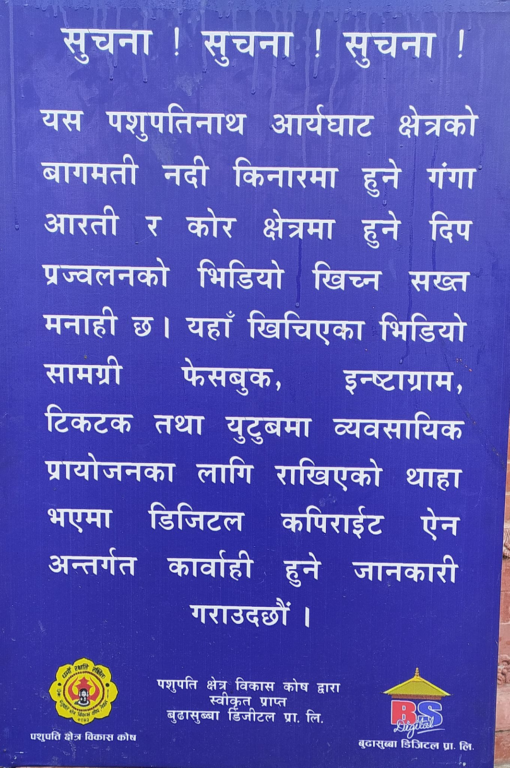 सुचना ! सुचना ! सुचना !
यस पशुपतिनाथ आर्यघाट क्षेत्रको
बागमती नदी किनारमा हुने गंगा
आरती र कोर क्षेत्रमा हुने दिप
प्रज्वलनको भिडियो खिच्न सख्त
मनाही छ। यहाँ खिचिएका भिडियो
सामग्री फेसबुक, इन्ष्टाग्राम,
टिकटक तथा युटुबमा व्यवसायिक
प्रायोजनका लागि राखिएको थाहा
भएमा डिजिटल कपिराईट ऐन
अन्तर्गत कार्वाही हुने जानकारी
गराउदछौं ।
पशुपति क्षेत्र विकास कोष द्वारा
स्वीकृत प्राप्त
बुढासुब्बा डिजीटल प्रा. लि.
पशुपति क्षेत्र विकास कोष
BS
Digital
बुढासुब्बा डिजिटल प्रा. लि.